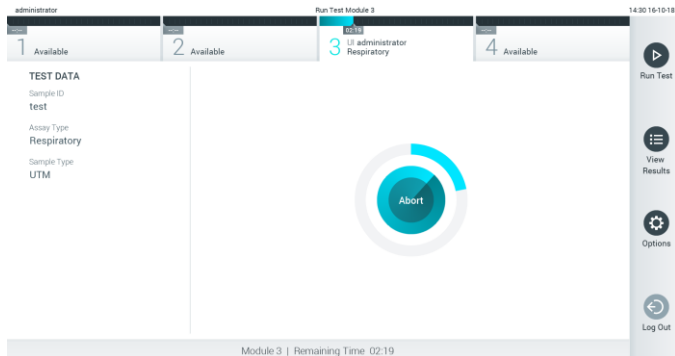 administrator
Run Test Module 3
14:30 16-10-18
--:--
1 Available
--:--
2 Available
02:19
3 UI administrator
Respiratory
--:--
4 Available
TEST DATA
Sample ID
test
Assay Type
Respiratory
Sample Type
UTM
Abort
Run Test
View
Results
Options
Log Out
Module 3 | Remaining Time 02:19